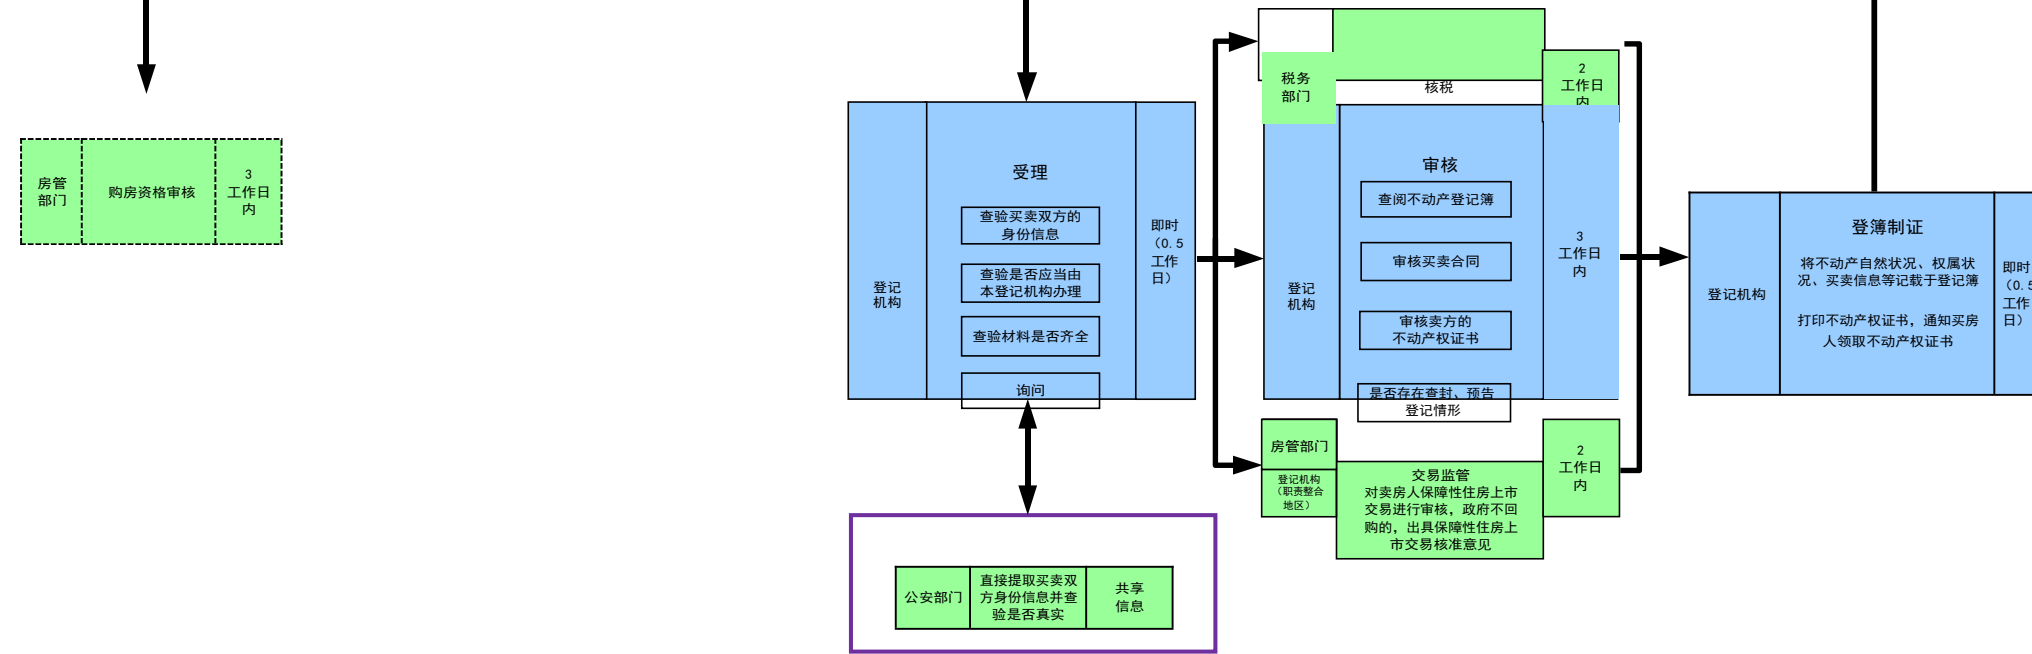 房管
部门
购房资格审核
3
工作日
内
登记
机构
受理
查验买卖双方的
身份信息
查验是否应当由
本登记机构办理
查验材料是否齐全
询问
即时
（0.5
工作
日）
公安部门
直接提取买卖双
方身份信息并查
验是否真实
共享
信息
税务
部门
核税
2
工作日
内
登记
机构
审核
查阅不动产登记簿
审核买卖合同
审核卖方的
不动产权证书
是否存在查封、预告
登记情形
3
工作日
内
房管部门
登记机构
（职责整合
地区）
交易监管
对卖房人保障性住房上市
交易进行审核，政府不回
购的，出具保障性住房上
市交易核准意见
2
工作日
内
登记机构
登簿制证
将不动产自然状况、权属状
况、买卖信息等记载于登记簿
打印不动产权证书，通知买房
人领取不动产权证书
即时
（0.5
工作
日）